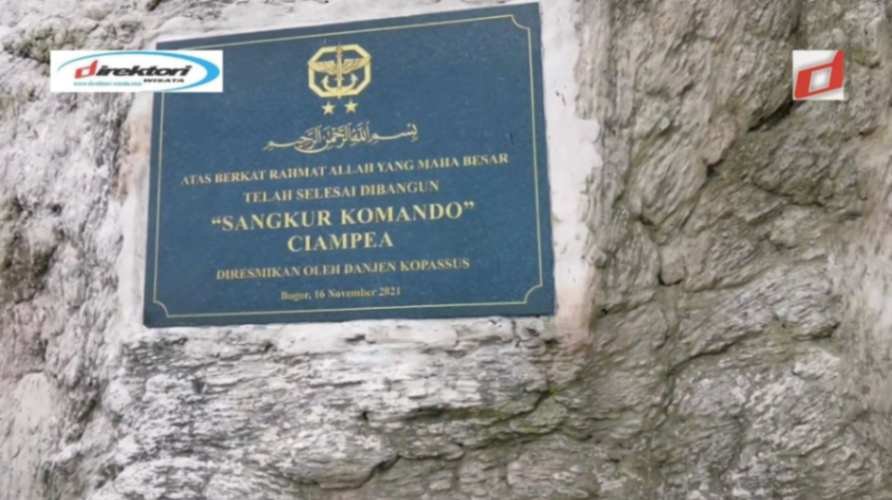 direktori
WISATA
بسم الله الرحمن الرحيم
ATAS BERKAT RAHMAT ALLAH YANG MAHA BESAR
TELAH SELESAI DIBANGUN
“SANGKUR KOMANDO”
CIAMPEA
DIRESMIKAN OLEH DANJEN KOPASSUS
Bogor, 16 November 2021